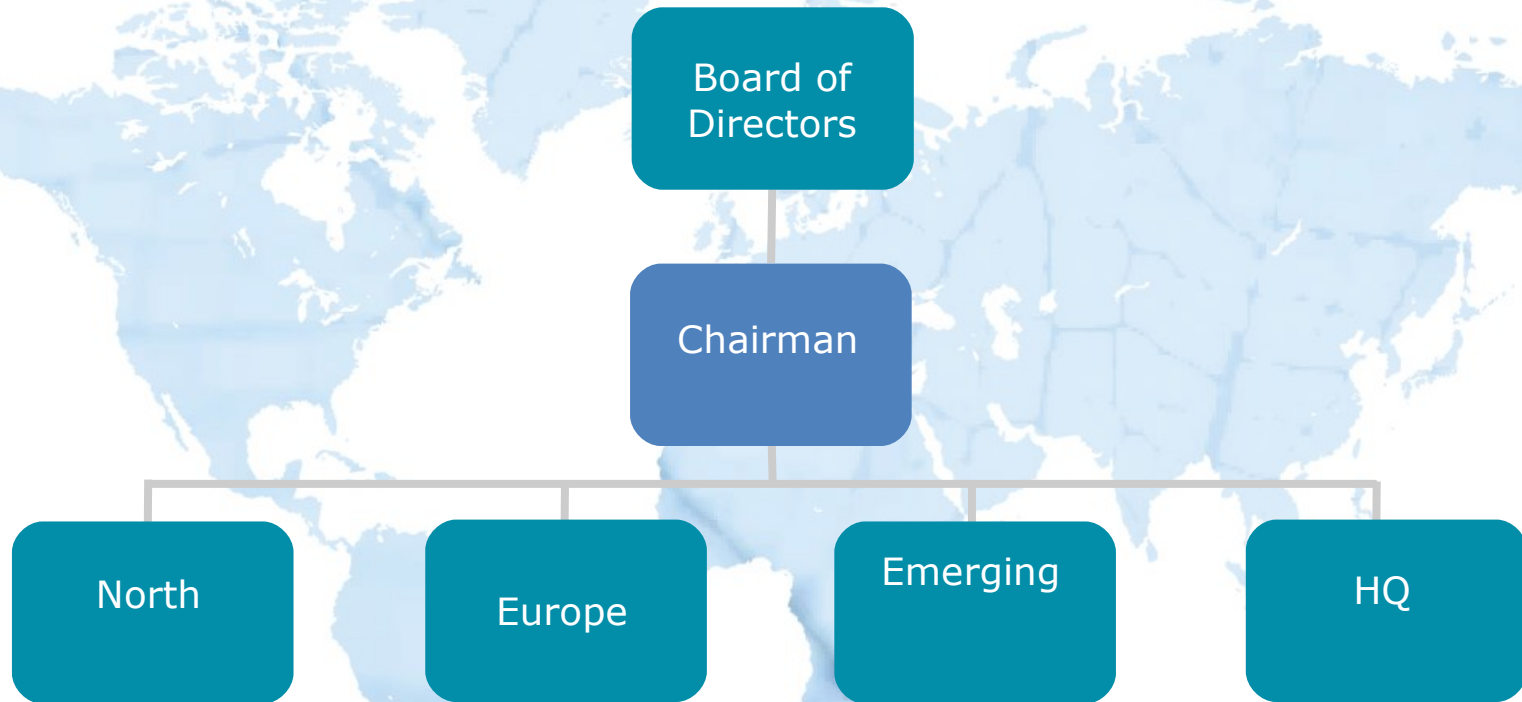 Board of
Directors
Chairman
North
Europe
Emerging
HQ